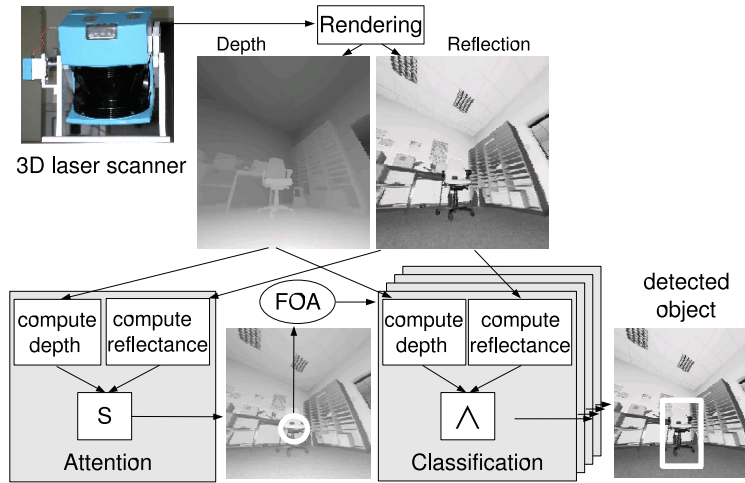 Rendering
Depth
Reflection
3D laser scanner
FOA
detected
object
compute
depth
compute
reflectance
compute
depth
compute
reflectance
S
∧
Attention
Classification